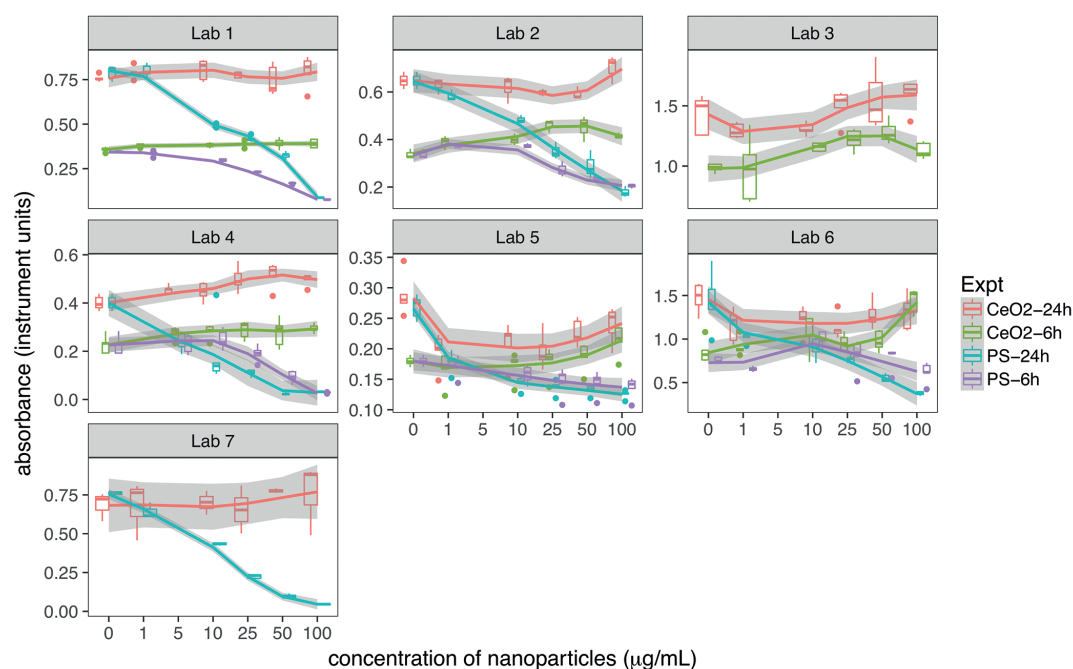 Lab 1
Lab 2
Lab 3
0.75
0.50
0.25
0.6
0.4
0.2
1.5
1.0
Lab 4
Lab 5
Lab 6
0.6
0.4
0.2
0.0
0.35
0.30
0.25
0.20
0.15
0.10
1.5
1.0
0.5
0 1 5 10 25 50 100
0 1 5 10 25 50 100
Lab 7
0.75
0.50
0.25
0.00
0 1 5 10 25 50 100
absorbance (instrument units)
concentration of nanoparticles (μg/mL)
Expt
CeO2−24h
CeO2−6h
PS−24h
PS−6h